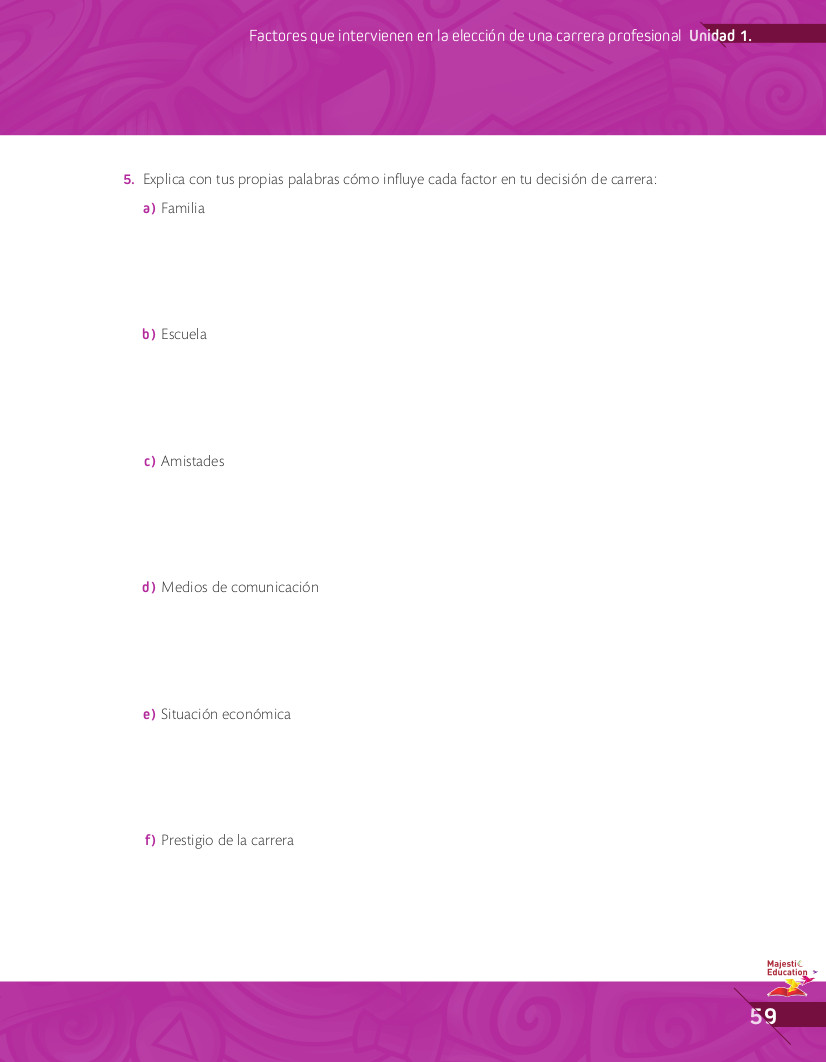 Factores que intervienen en la elección de una carrera profesional Unidad 1.
5. Explica con tus propias palabras cómo influye cada factor en tu decisión de carrera:
a) Familia
b) Escuela
c) Amistades
d) Medios de comunicación
e) Situación económica
f) Prestigio de la carrera
Majestic
Education
59